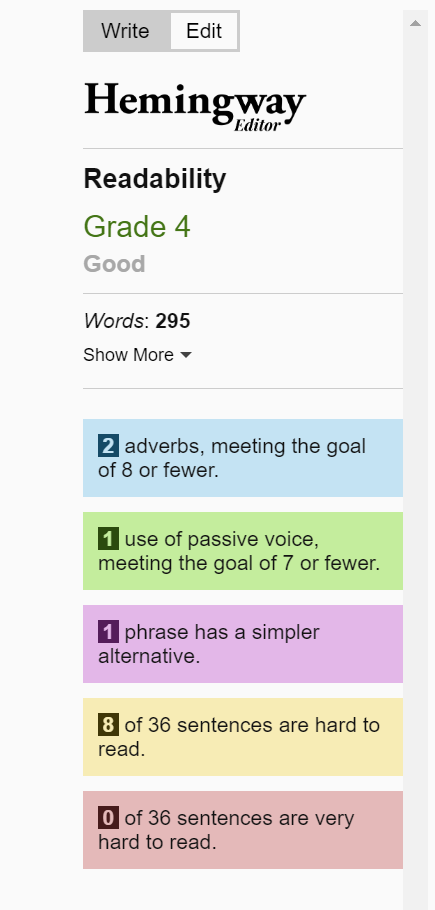 Write Edit
Hemingway
Editor
Readability
Grade 4
Good
Words: 295
Show More
2 adverbs, meeting the goal
of 8 or fewer.
1 use of passive voice,
meeting the goal of 7 or fewer.
1 phrase has a simpler
alternative.
8 of 36 sentences are hard to
read.
0 of 36 sentences are very
hard to read.